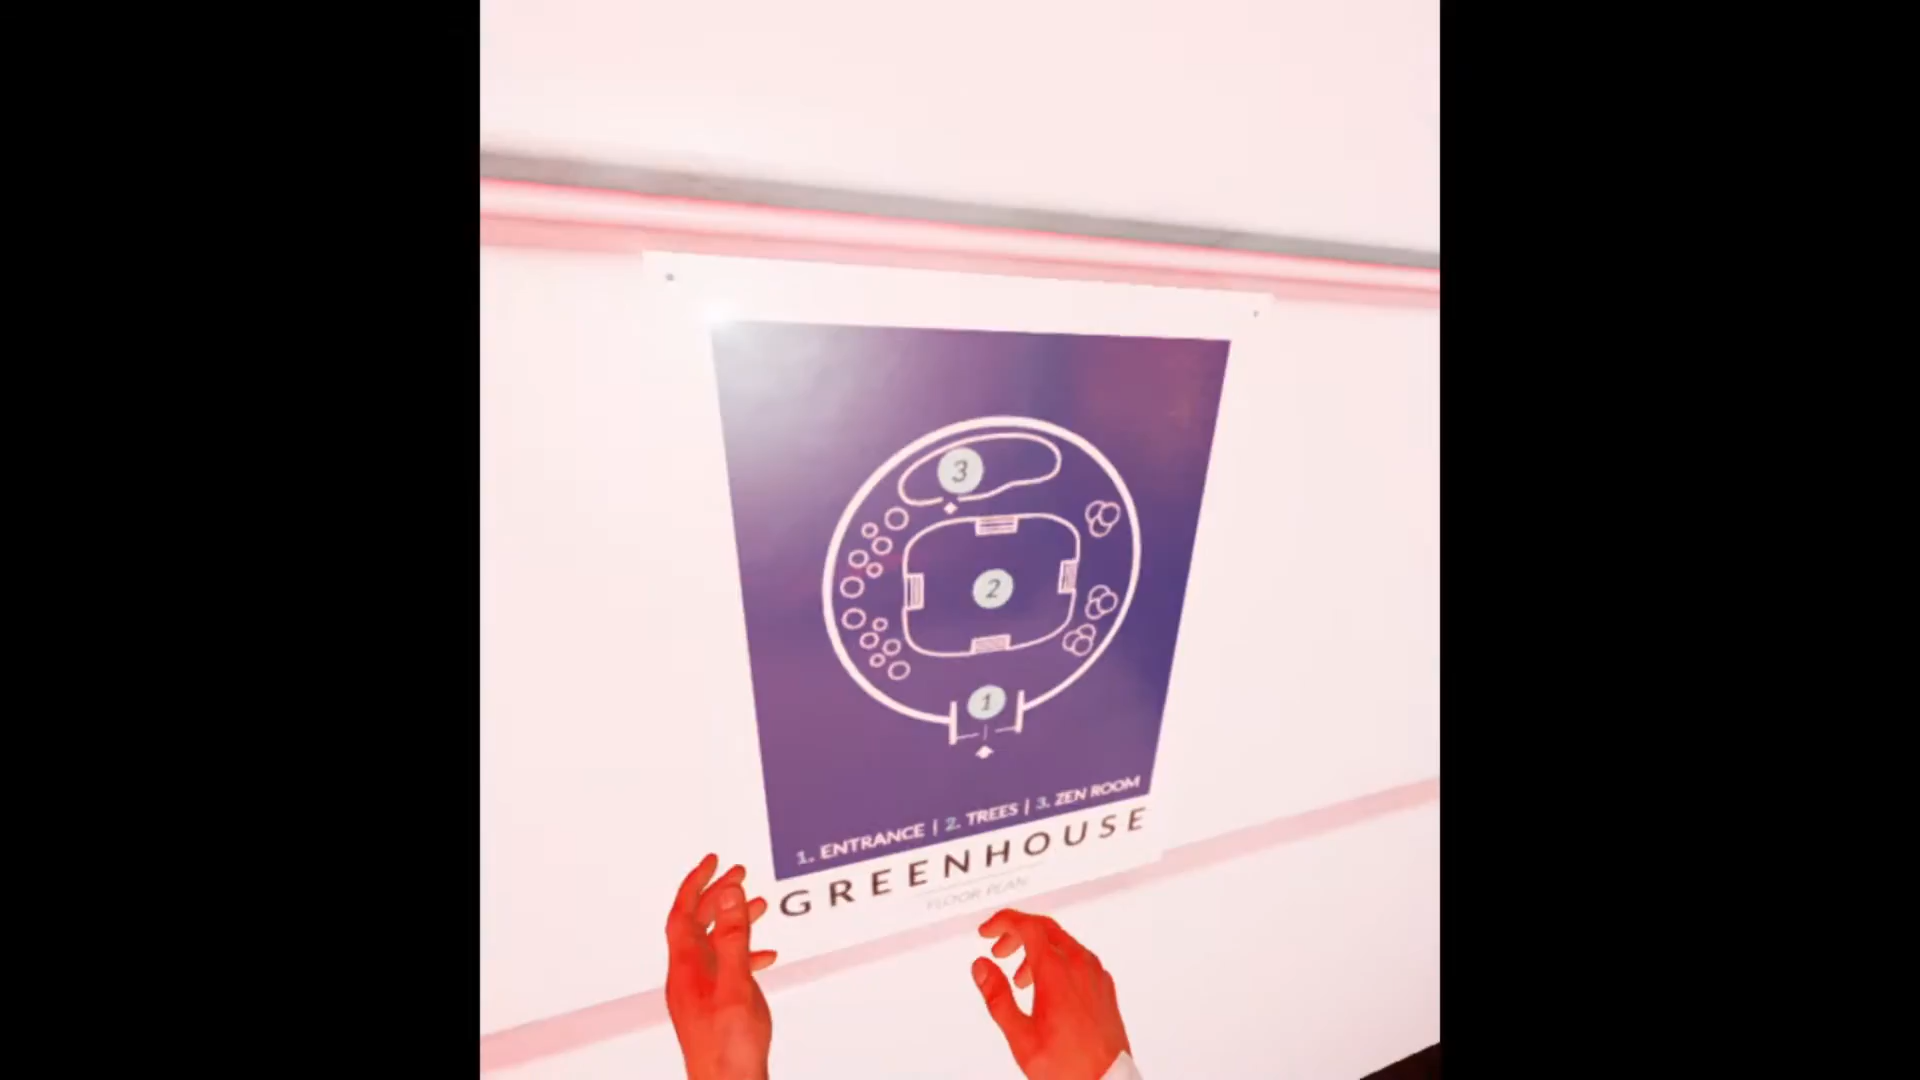 3
2
1
1. ENTRANCE | 2. TREES | 3. ZEN ROOM
GREENHOUSE
FLOOR PLAN